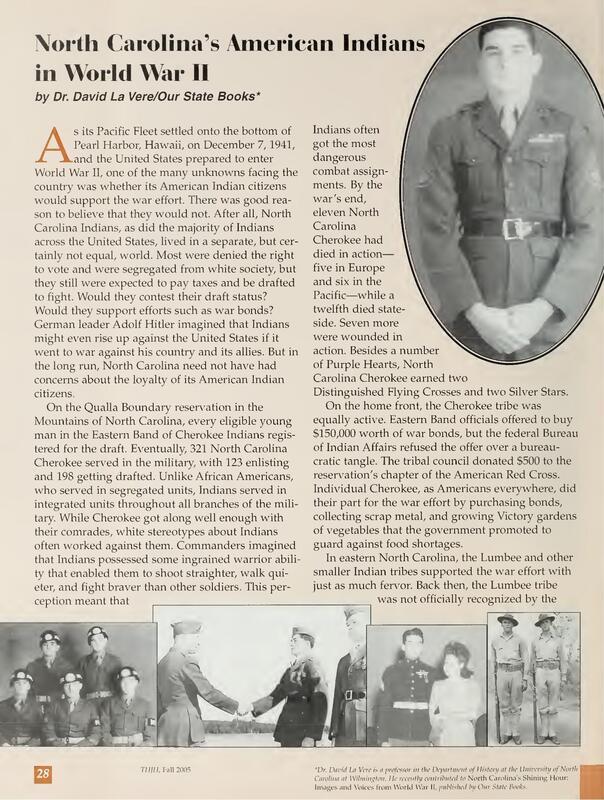 North Carolina's American Indians
in World War II
by Dr. David La Vere/Our State Books*
As its Pacific Fleet settled onto the bottom of
Pearl Harbor, Hawaii, on December 7, 1941,
and the United States prepared to enter
World War II, one of the many unknowns facing the
country was whether its American Indian citizens
would support the war effort. There was good rea-
son to believe that they would not. After all, North
Carolina Indians, as did the majority of Indians
across the United States, lived in a separate, but cer-
tainly not equal, world. Most were denied the right
to vote and were segregated from white society, but
they still were expected to pay taxes and be drafted
to fight. Would they contest their draft status?
Would they support efforts such as war bonds?
German leader Adolf Hitler imagined that Indians
might even rise up against the United States if it
went to war against his country and its allies. But in
the long run, North Carolina need not have had
concerns about the loyalty of its American Indian
citizens.
On the Qualla Boundary reservation in the
Mountains of North Carolina, every eligible young
man in the Eastern Band of Cherokee Indians regis-
tered for the draft. Eventually, 321 North Carolina
Cherokee served in the military, with 123 enlisting
and 198 getting drafted. Unlike African Americans,
who served in segregated units, Indians served in
integrated units throughout all branches of the mili-
tary. While Cherokee got along well enough with
their comrades, white stereotypes about Indians
often worked against them. Commanders imagined
that Indians possessed some ingrained warrior abili-
ty that enabled them to shoot straighter, walk qui-
eter, and fight braver than other soldiers. This per-
ception meant that
Indians often
got the most
dangerous
combat assign-
ments. By the
war's end,
eleven North
Carolina
Cherokee had
died in action—
five in Europe
and six in the
Pacific—while a
twelfth died state-
side. Seven more
were wounded in
action. Besides a number
of Purple Hearts, North
Carolina Cherokee earned two
Distinguished Flying Crosses and two Silver Stars.
On the home front, the Cherokee tribe was
equally active. Eastern Band officials offered to buy
$150,000 worth of war bonds, but the federal Bureau
of Indian Affairs refused the offer over a bureau-
cratic tangle. The tribal council donated $500 to the
reservation's chapter of the American Red Cross.
Individual Cherokee, as Americans everywhere, did
their part for the war effort by purchasing bonds,
collecting scrap metal, and growing Victory gardens
of vegetables that the government promoted to
guard against food shortages.
In eastern North Carolina, the Lumbee and other
smaller Indian tribes supported the war effort with
just as much fervor. Back then, the Lumbee tribe
was not officially recognized by the
28
THJH, Fall 2005
*Dr. David La Vere is a professor in the Department of History at the University of North
Carolina at Wilmington. He recently contributed to North Carolina's Shining Hour:
Images and Voices from World War II, published by Our State Books.